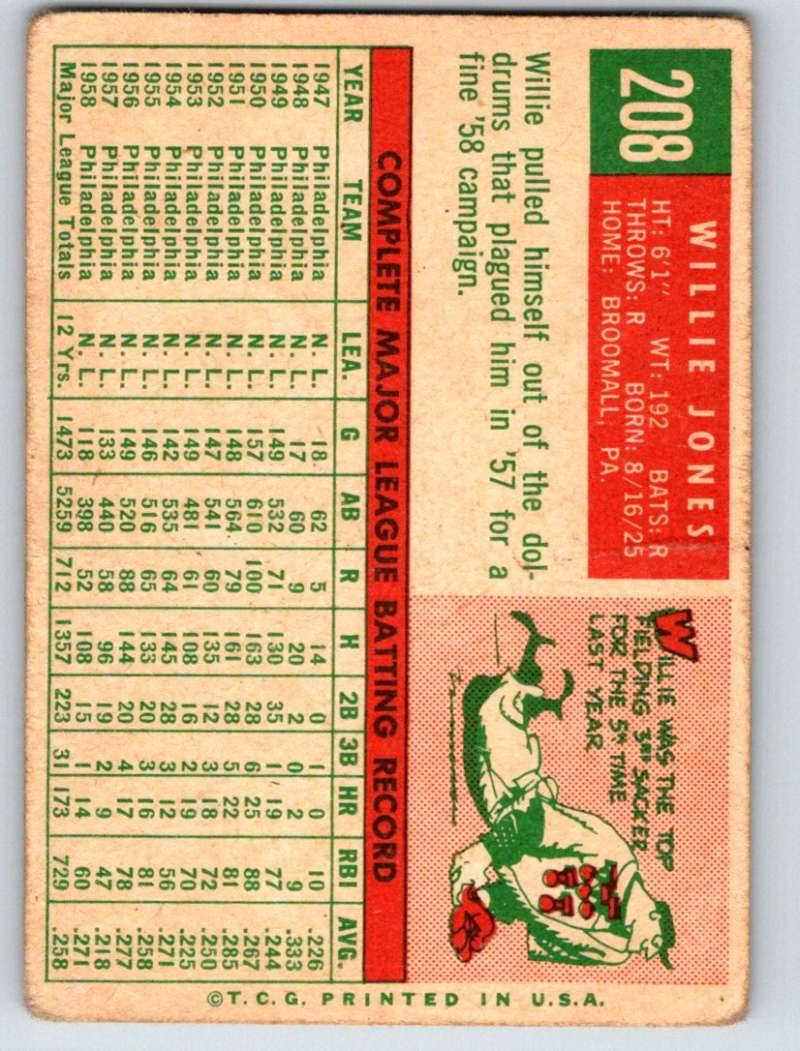 208
WILLIE JONES
HT: 6'1" WT: 192 BATS: R
THROWS: R BORN: 8/16/25
HOME: BROOMALL, PA.
Willie pulled himself out of the dol-
drums that plagued him in '57 for a
fine '58 campaign.
WILLIE WAS THE TOP
FIELDING 3RD SACKER
FOR THE 5TH TIME
LAST YEAR
COMPLETE MAJOR LEAGUE BATTING RECORD
YEAR TEAM LEA. G AB R H 2B 3B HR RBI AVG.
1947 Philadelphia N. L. 18 62 5 14 0 1 0 10 .226
1948 Philadelphia N. L. 17 60 9 20 2 0 2 9 .333
1949 Philadelphia N. L. 149 532 71 130 35 1 19 77 .244
1950 Philadelphia N. L. 157 610 100 163 28 6 25 88 .267
1951 Philadelphia N. L. 148 564 79 161 28 5 22 81 .285
1952 Philadelphia N. L. 147 541 60 135 12 3 18 72 .250
1953 Philadelphia N. L. 149 481 61 108 16 2 19 70 .225
1954 Philadelphia N. L. 142 535 64 145 28 3 12 56 .271
1955 Philadelphia N. L. 146 516 65 133 20 3 16 81 .258
1956 Philadelphia N. L. 149 520 88 144 20 4 17 78 .277
1957 Philadelphia N. L. 133 440 58 96 19 2 9 47 .218
1958 Philadelphia N. L. 118 398 52 108 15 1 14 60 .271
Major League Totals 12 Yrs. 1473 5259 712 1357 223 31 173 729 .258
©T.C.G. PRINTED IN U.S.A.